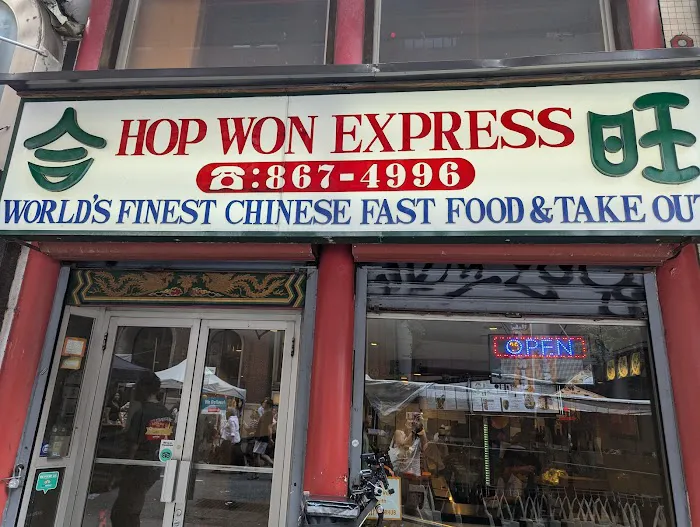 合 HOP WON EXPRESS 旺
☎:867-4996
WORLD'S FINEST CHINESE FAST FOOD & TAKE OUT
OPEN